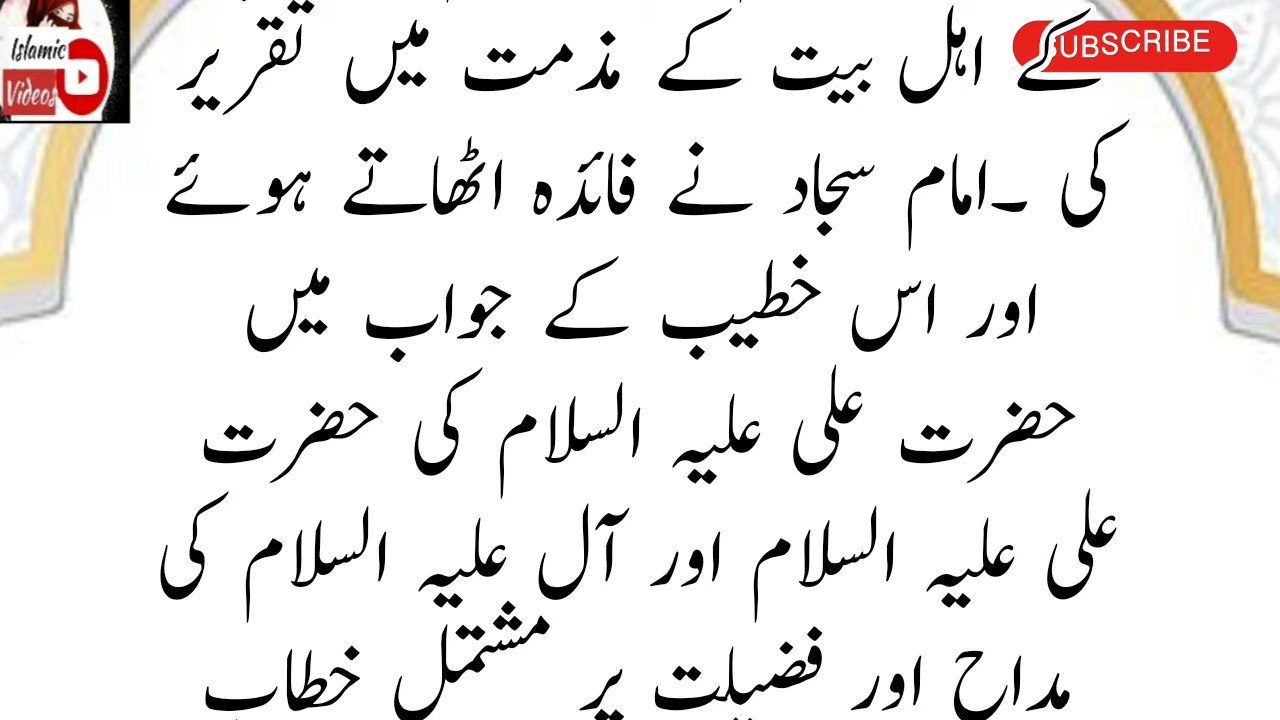 Islamic
Videos
SUBSCRIBE
کے اہل بیت کے مذمت میں تقریر
کی ۔امام سجاد نے فائدہ اٹھاتے ہوئے
اور اس خطیب کے جواب میں
حضرت علی علیہ السلام کی حضرت
علی علیہ السلام اور آل علیہ السلام کی
مداح اور فضیلت پر مشتمل خطاب